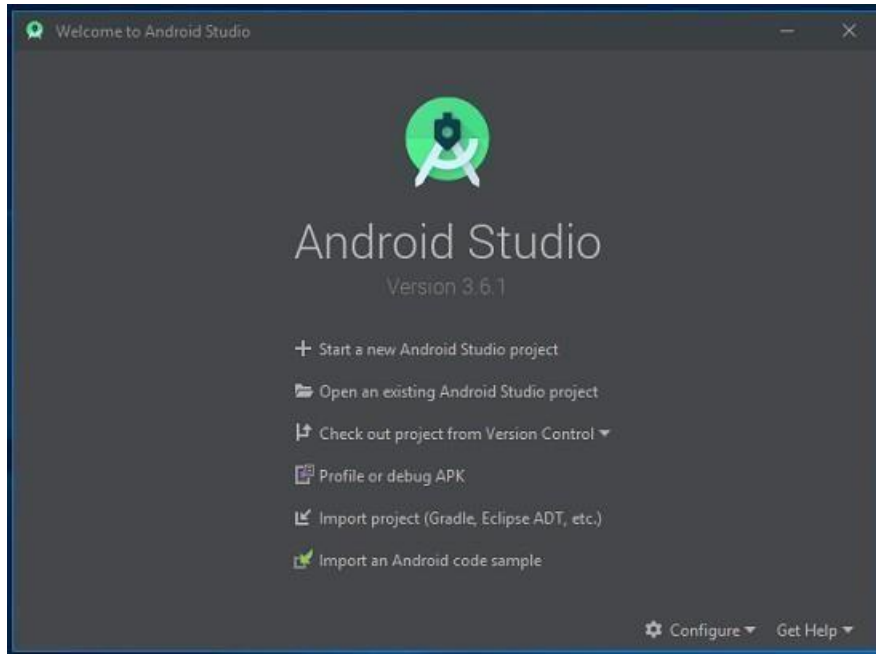 Welcome to Android Studio
Android Studio
Version 3.6.1
Start a new Android Studio project
Open an existing Android Studio project
Check out project from Version Control
Profile or debug APK
Import project (Gradle, Eclipse ADT, etc.)
Import an Android code sample
Configure Get Help